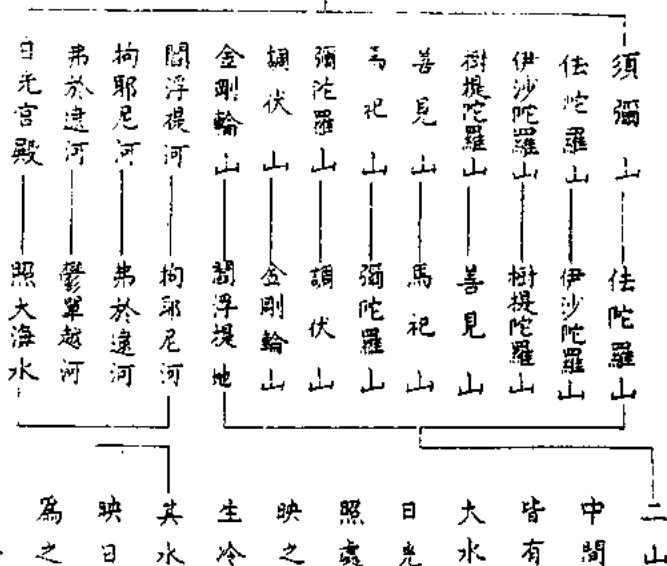 須彌山
佉陀羅山
伊沙陀羅山
樹提陀羅山
善見山
馬祀山
彌陀羅山
調伏山
金剛輪山
閻浮提河
拘耶尼河
弗於逮河
日光宮殿
佉陀羅山
伊沙陀羅山
樹提陀羅山
善見山
馬祀山
彌陀羅山
調伏山
金剛輪山
閻浮提地
拘耶尼河
弗於逮河
鬱單越河
照大海水
二山
中間
皆有
大水
日光
照處
映之
生冷
其水
映日
為之